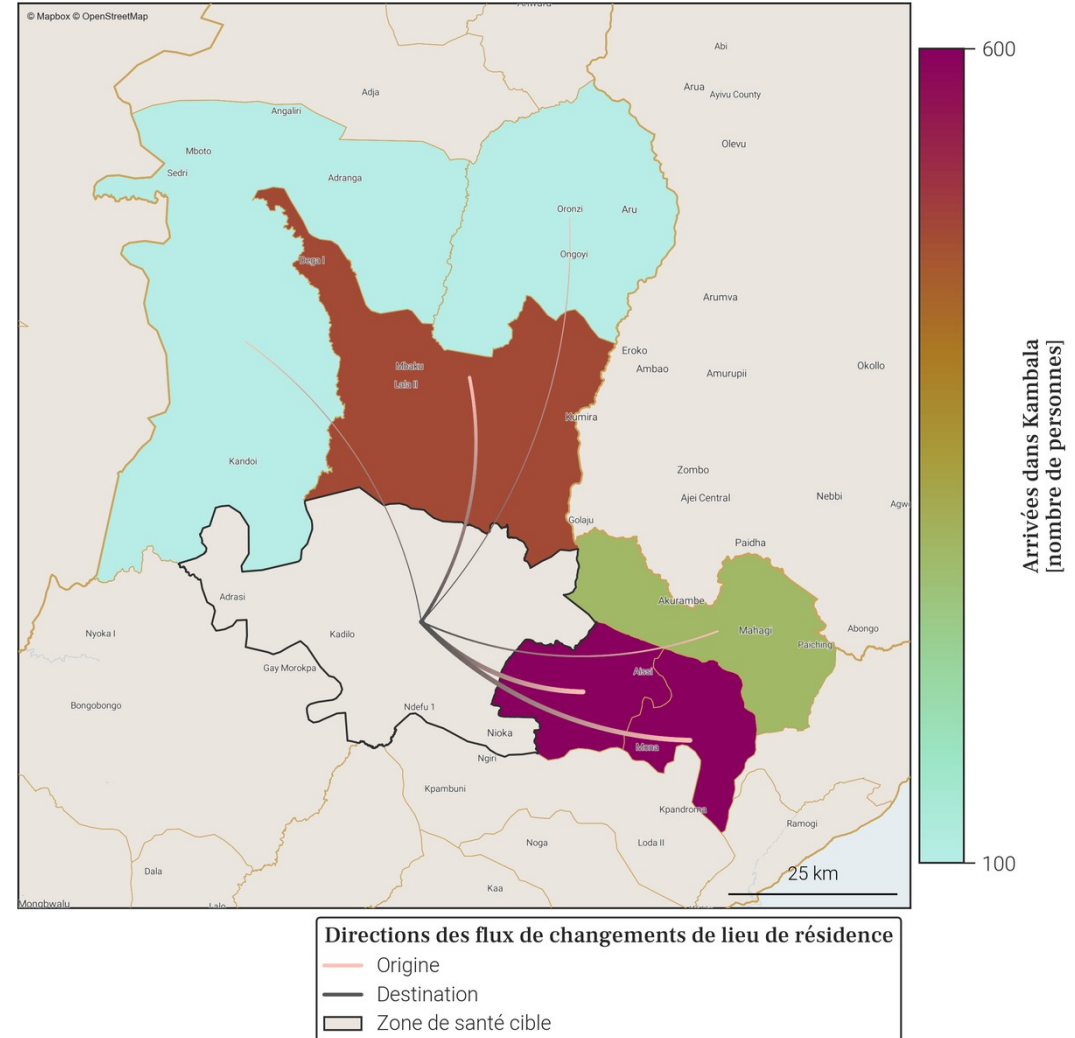 © Mapbox © OpenStreetMap
Abi
Adja
Arua
Ayivu County
Angaliri
Olevu
Mboto
Sedri
Adranga
Oronzi
Aru
Ongoyi
Dega I
Arumva
Eroko
Ambao
Amurupii
Okollo
Mbaku
Lala II
Kumira
Kandoi
Zombo
Ajei Central
Nebbi
Golaju
Paidha
Adrasi
Akurambe
Mahagi
Abongo
Nyoka I
Kadilo
Paiching
Gay Morokpa
Aissi
Bongobongo
Ndefu 1
Nioka
Mona
Ngiri
Kpambuni
Kpandroma
Ramogi
Noga
Loda II
Dala
25 km
Kaa
Mongbwalu
600
100
Arrivées dans Kambala
[nombre de personnes]
Directions des flux de changements de lieu de résidence
Origine
Destination
Zone de santé cible